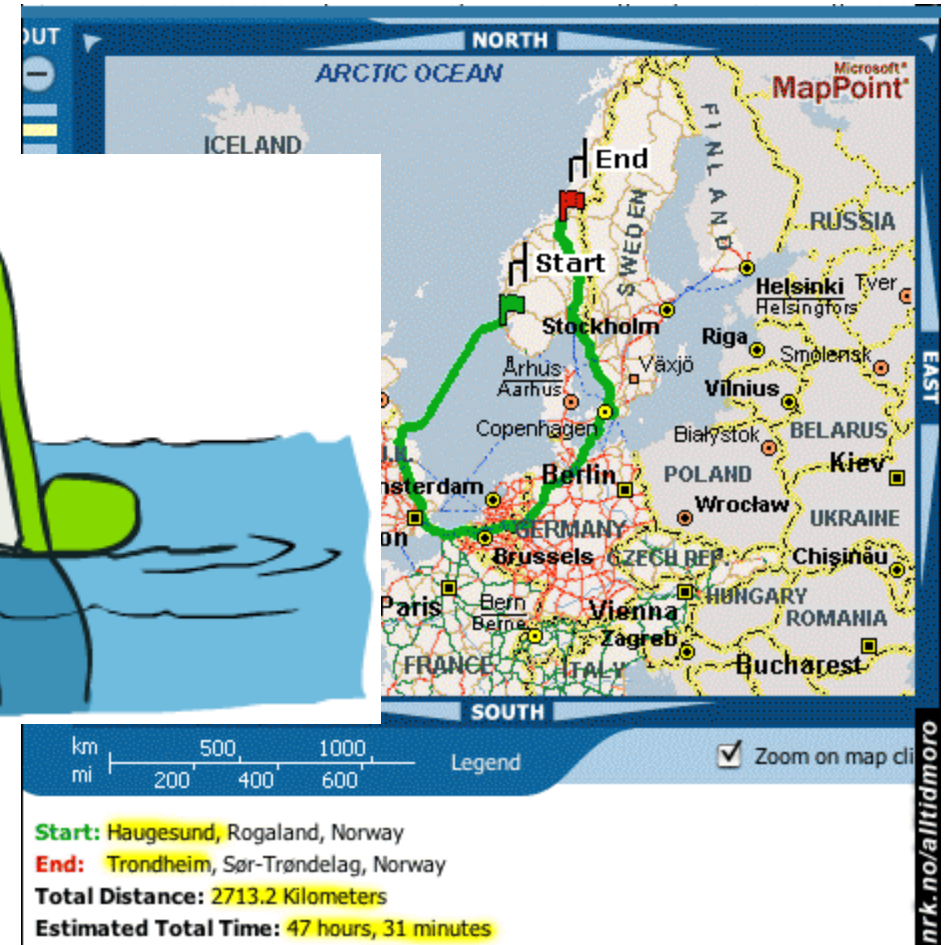 OUT
NORTH
ARCTIC OCEAN
Microsoft®
MapPoint®
ICELAND
End
FINLAND
SWEDEN
RUSSIA
Start
Helsinki
Helsingfors
Tver
Stockholm
Riga
Smolensk
EAST
Århus
Aarhus
Växjö
Vilnius
Copenhagen
Białystok
BELARUS
U.K.
Berlin
POLAND
Kiev
nsterdam
Wrocław
on
GERMANY
UKRAINE
Brussels
CZECH REP.
Chişinău
Paris
Bern
Berne
Vienna
HUNGARY
ROMANIA
Zagreb
FRANCE
ITALY
Bucharest
SOUTH
km 500 1000
mi 200 400 600
Legend
Zoom on map cli
Start: Haugesund, Rogaland, Norway
End: Trondheim, Sør-Trøndelag, Norway
Total Distance: 2713.2 Kilometers
Estimated Total Time: 47 hours, 31 minutes
nrk.no/alltidmoro